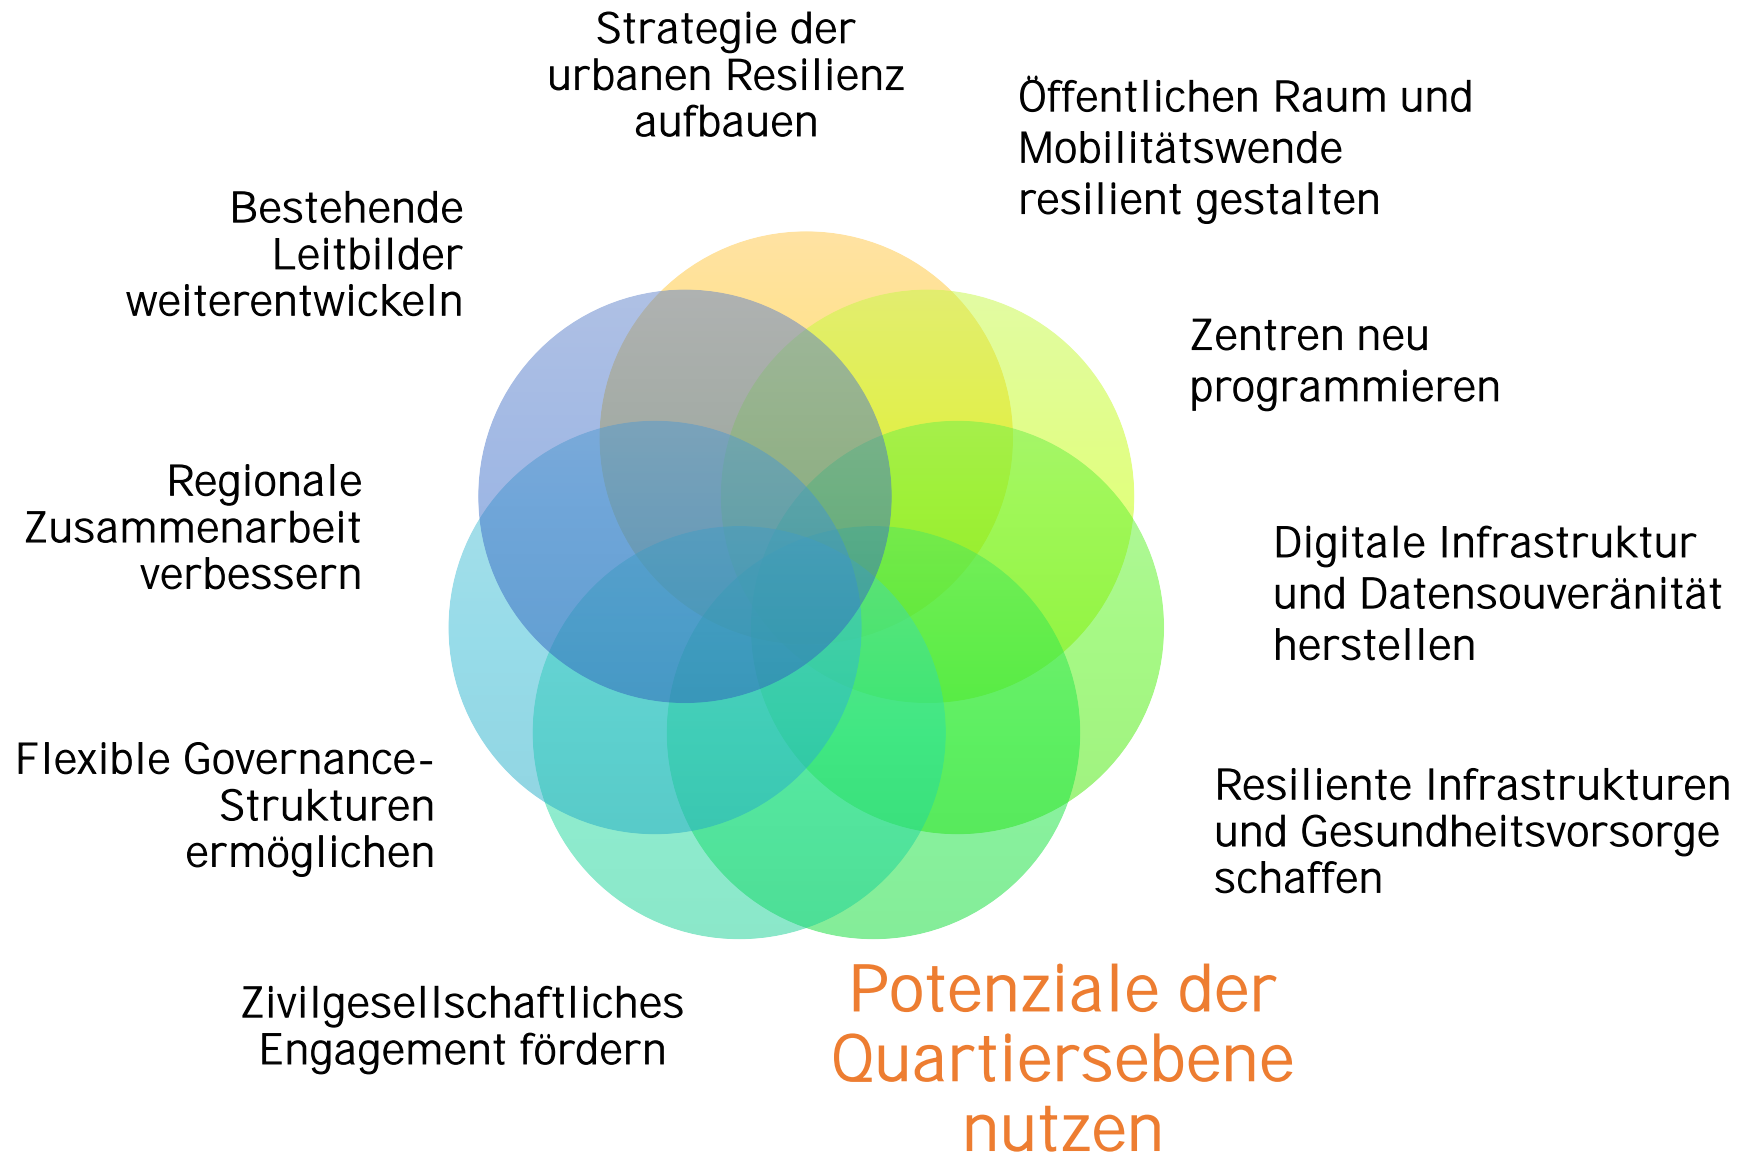 Strategie der
urbanen Resilienz
aufbauen
Öffentlichen Raum und
Mobilitätswende
resilient gestalten
Zentren neu
programmieren
Digitale Infrastruktur
und Datensouveränität
herstellen
Resiliente Infrastrukturen
und Gesundheitsvorsorge
schaffen
Potenziale der
Quartiersebene
nutzen
Zivilgesellschaftliches
Engagement fördern
Flexible Governance-
Strukturen
ermöglichen
Regionale
Zusammenarbeit
verbessern
Bestehende
Leitbilder
weiterentwickeln